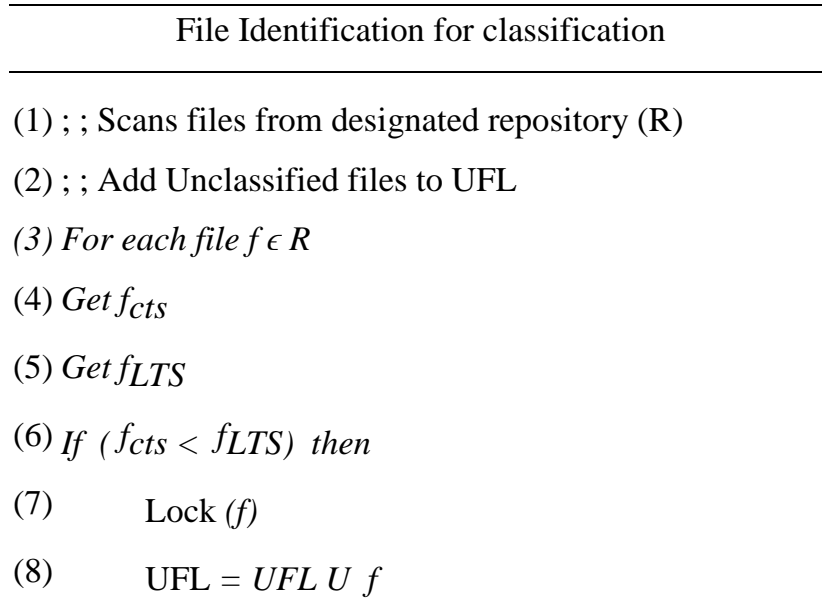 File Identification for classification
(1) ; ; Scans files from designated repository (R)
(2) ; ; Add Unclassified files to UFL
(3) For each file f ϵ R
(4) Get fcts
(5) Get fLTS
(6) If (fcts < fLTS) then
(7) Lock (f)
(8) UFL = UFL U f